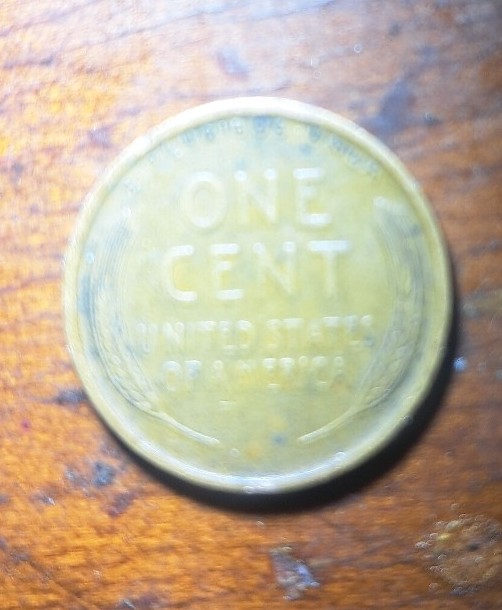 ONE
CENT
UNITED STATES
OF AMERICA